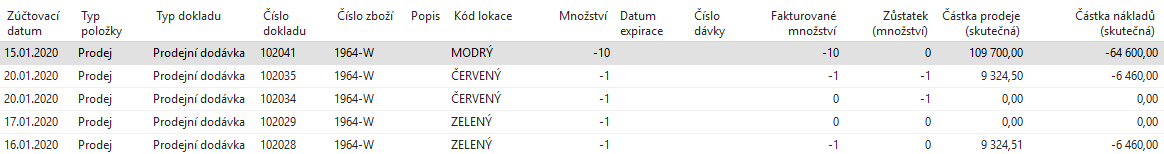 Zúčtovací datum Typ položky Typ dokladu Číslo dokladu Číslo zboží Popis Kód lokace Množství Datum expirace Číslo dávky Fakturované množství Zůstatek (množství) Částka prodeje (skutečná) Částka nákladů (skutečná)
15.01.2020 Prodej Prodejní dodávka 102041 1964-W MODRÝ -10 -10 0 109 700,00 -64 600,00
20.01.2020 Prodej Prodejní dodávka 102035 1964-W ČERVENÝ -1 -1 -1 9 324,50 -6 460,00
20.01.2020 Prodej Prodejní dodávka 102034 1964-W ČERVENÝ -1 0 -1 0,00 0,00
17.01.2020 Prodej Prodejní dodávka 102029 1964-W ZELENÝ -1 0 0 0,00 0,00
16.01.2020 Prodej Prodejní dodávka 102028 1964-W ZELENÝ -1 -1 0 9 324,51 -6 460,00